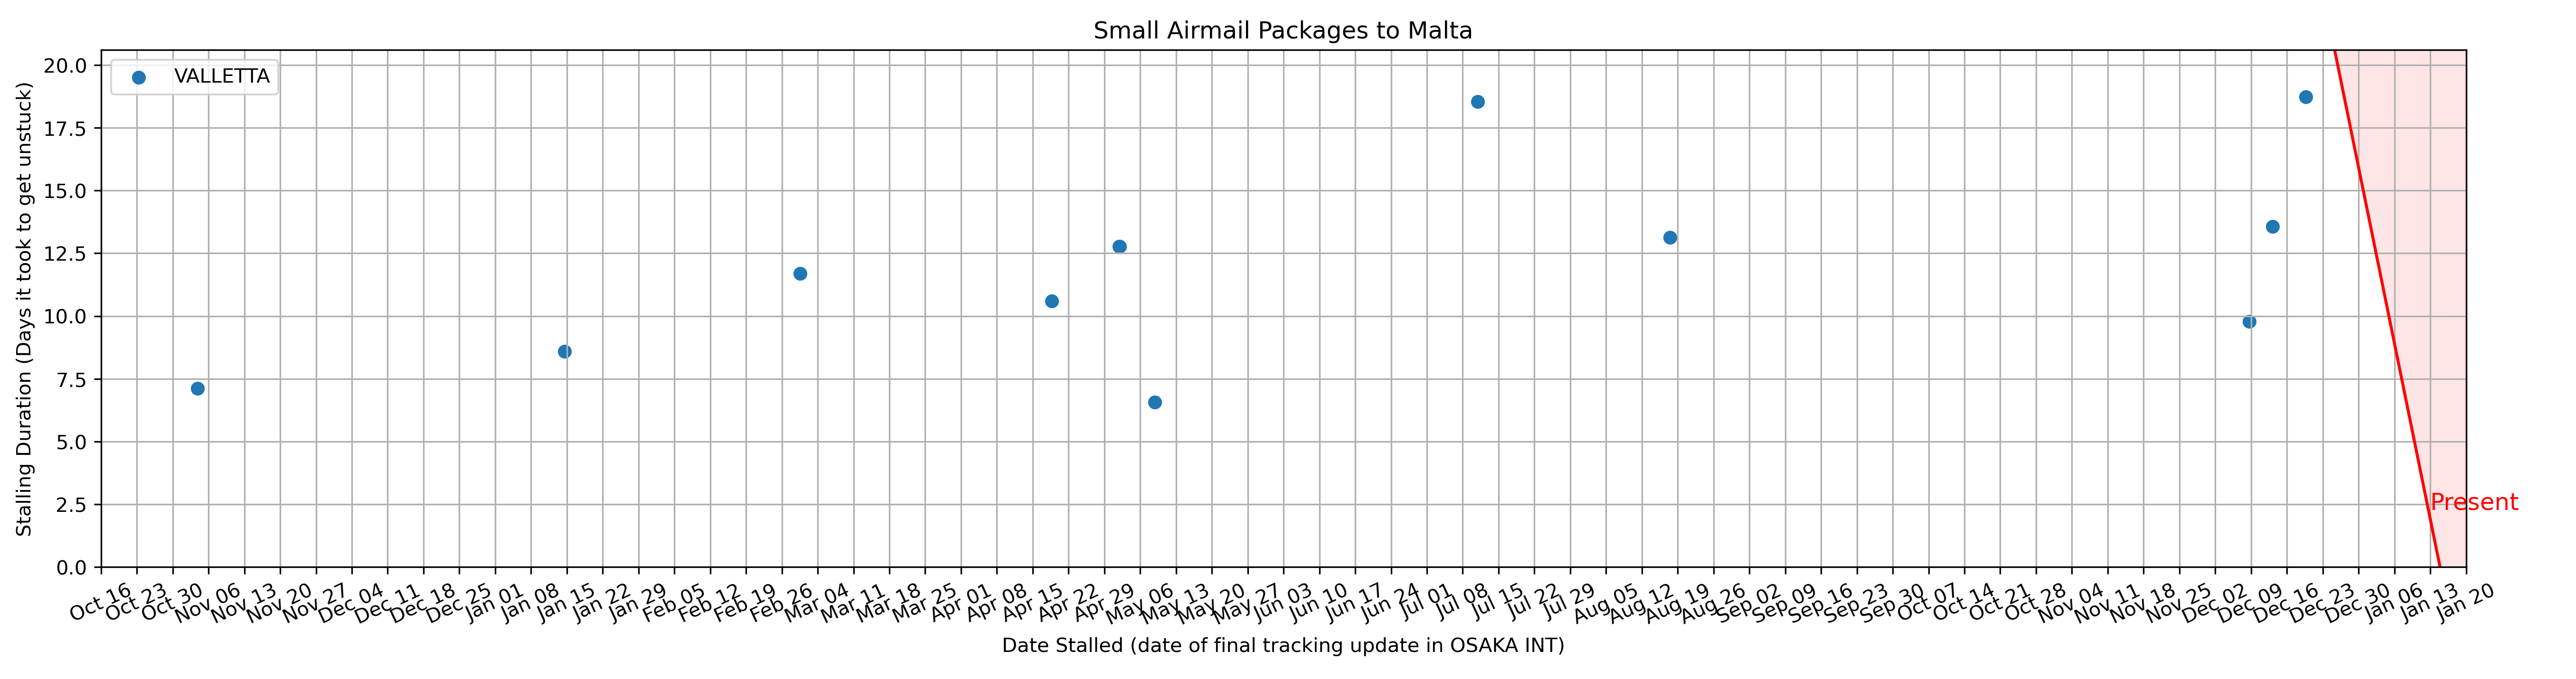 Small Airmail Packages to Malta
VALLETTA
Stalling Duration (Days it took to get unstuck)
20.0
17.5
15.0
12.5
10.0
7.5
5.0
2.5
0.0
Present
Oct 16 Oct 23 Oct 30 Nov 06 Nov 13 Nov 20 Nov 27 Dec 04 Dec 11 Dec 18 Dec 25 Jan 01 Jan 08 Jan 15 Jan 22 Jan 29 Feb 05 Feb 12 Feb 19 Feb 26 Mar 04 Mar 11 Mar 18 Mar 25 Apr 01 Apr 08 Apr 15 Apr 22 Apr 29 May 06 May 13 May 20 May 27 Jun 03 Jun 10 Jun 17 Jun 24 Jul 01 Jul 08 Jul 15 Jul 22 Jul 29 Aug 05 Aug 12 Aug 19 Aug 26 Sep 02 Sep 09 Sep 16 Sep 23 Sep 30 Oct 07 Oct 14 Oct 21 Oct 28 Nov 04 Nov 11 Nov 18 Nov 25 Dec 02 Dec 09 Dec 16 Dec 23 Dec 30 Jan 06 Jan 13 Jan 20
Date Stalled (date of final tracking update in OSAKA INT)